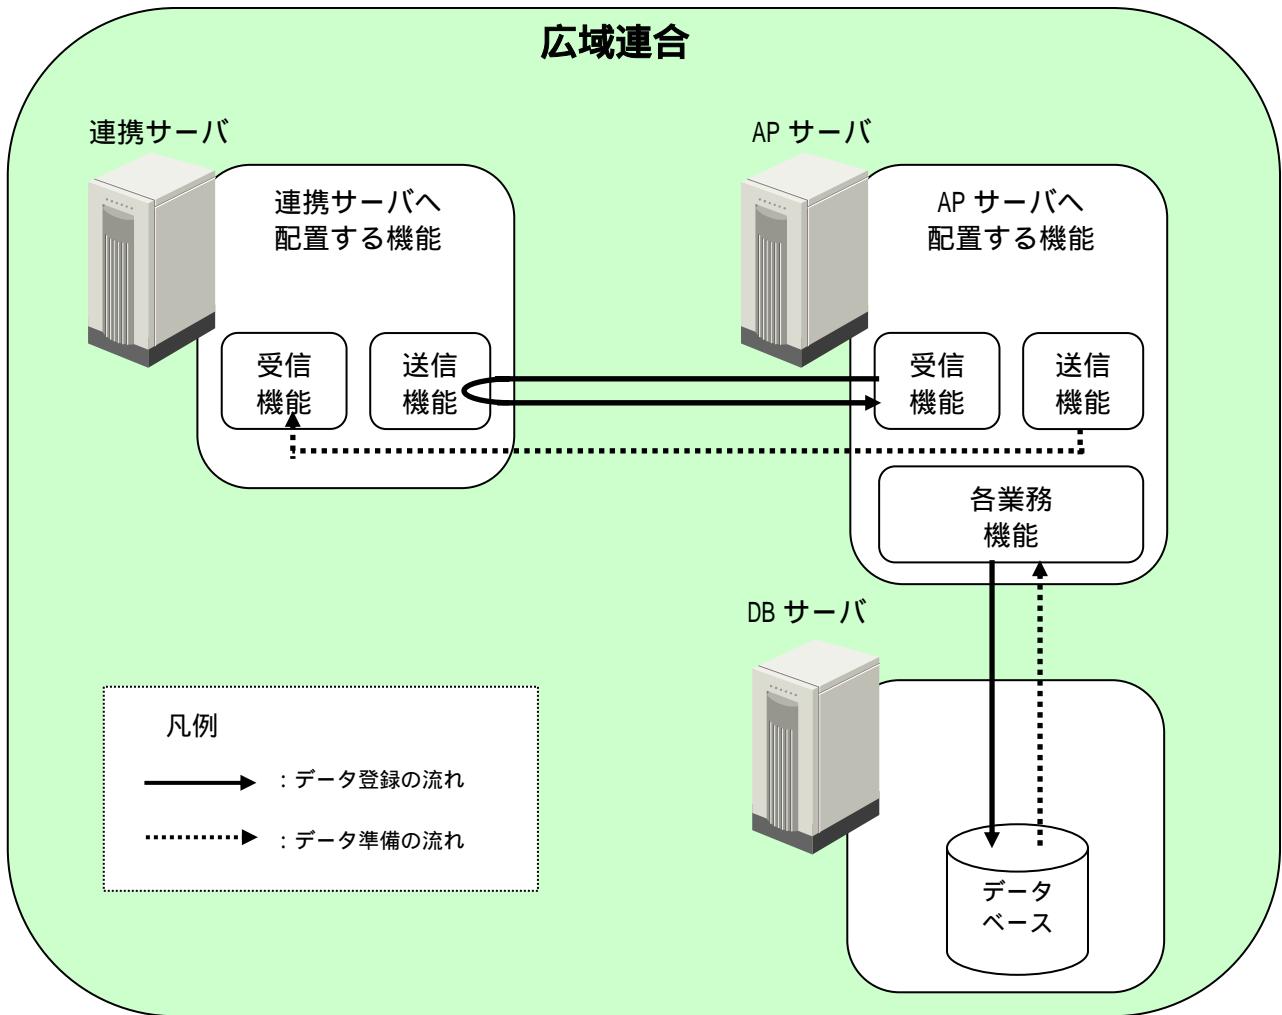 広域連合
連携サーバ
連携サーバへ
配置する機能
受信
機能
送信
機能
AP サーバ
AP サーバへ
配置する機能
受信
機能
送信
機能
各業務
機能
DB サーバ
データ
ベース
凡例
：データ登録の流れ
：データ準備の流れ